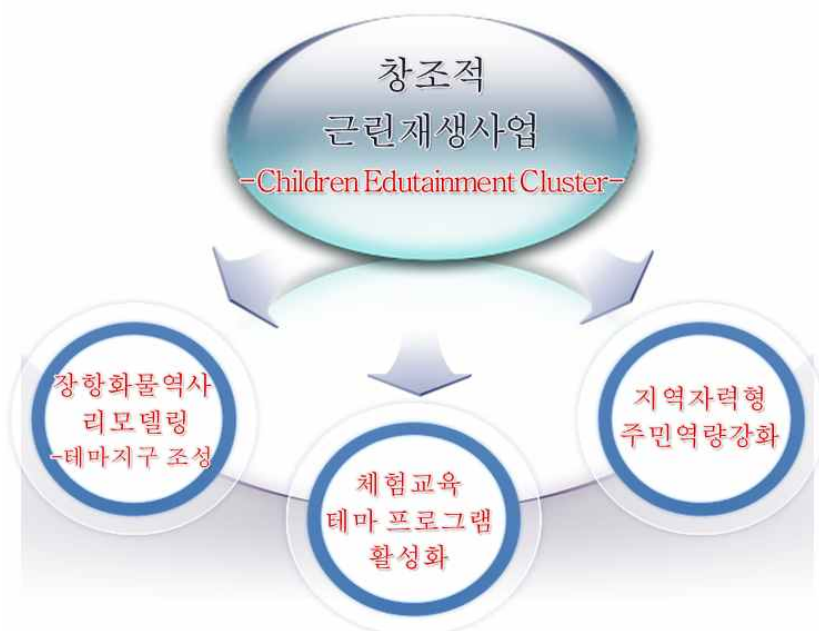 창조적
근린재생사업
-Children Edutainment Cluster-
장항화물역사
리모델링
-테마지구 조성
체험교육
테마 프로그램
활성화
지역자력형
주민역량강화